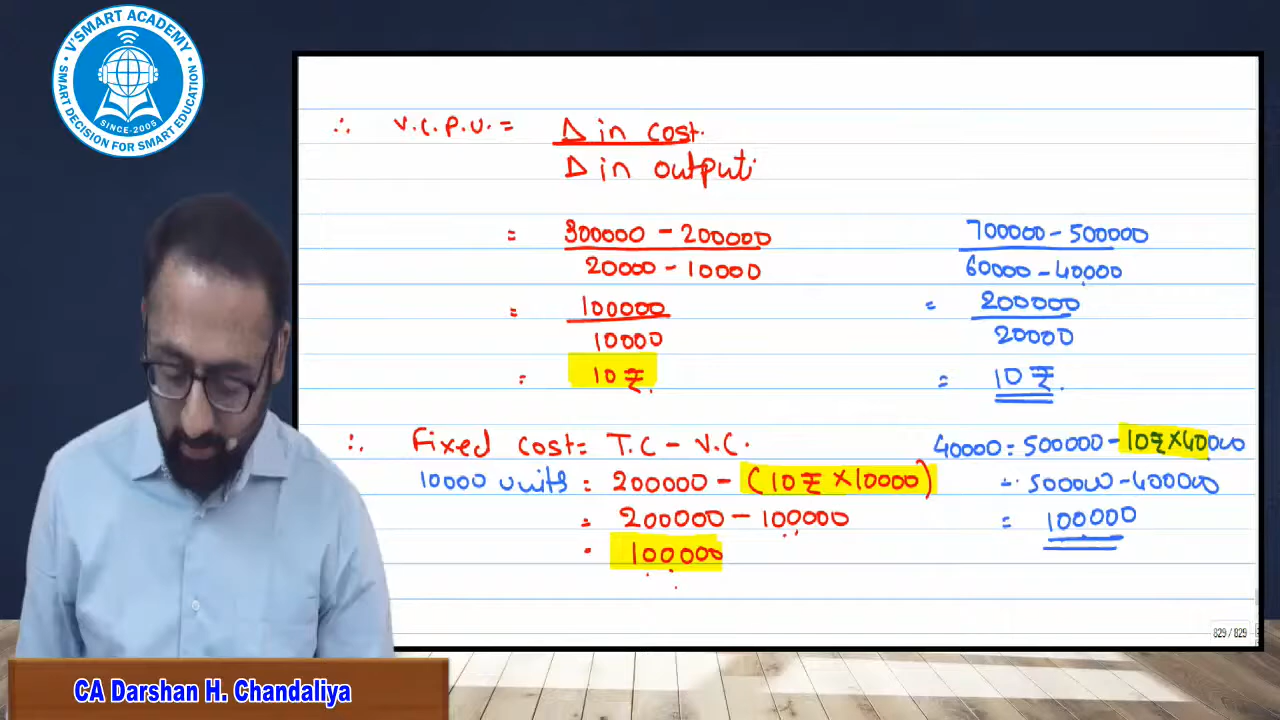 V'SMART ACADEMY
SMART DECISION FOR SMART EDUCATION
SINCE-2005
∴ V.C.P.U. = Δ in cost.
Δ in output
= 300000 - 200000
20000 - 10000
= 100000
10000
= 10 ₹.
700000 - 500000
60000 - 40000
= 200000
20000
= 10 ₹.
∴ Fixed cost = T.C - V.C.
10000 units = 200000 - (10₹ × 10000)
= 200000 - 100000
= 100000
40000 = 500000 - 10₹ × 40000
= 500000 - 400000
= 100000
829 / 829
CA Darshan H. Chandaliya